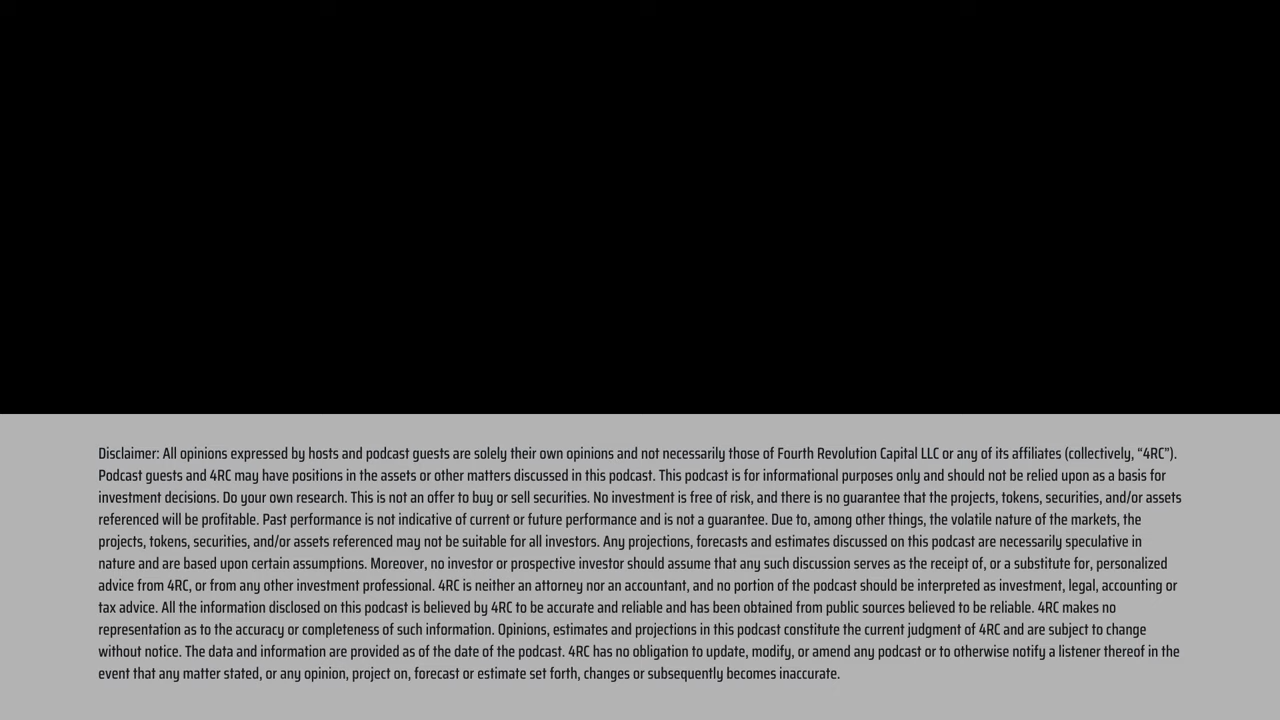 Disclaimer: All opinions expressed by hosts and podcast guests are solely their own opinions and not necessarily those of Fourth Revolution Capital LLC or any of its affiliates (collectively, “4RC”).
Podcast guests and 4RC may have positions in the assets or other matters discussed in this podcast. This podcast is for informational purposes only and should not be relied upon as a basis for
investment decisions. Do your own research. This is not an offer to buy or sell securities. No investment is free of risk, and there is no guarantee that the projects, tokens, securities, and/or assets
referenced will be profitable. Past performance is not indicative of current or future performance and is not a guarantee. Due to, among other things, the volatile nature of the markets, the
projects, tokens, securities, and/or assets referenced may not be suitable for all investors. Any projections, forecasts and estimates discussed on this podcast are necessarily speculative in
nature and are based upon certain assumptions. Moreover, no investor or prospective investor should assume that any such discussion serves as the receipt of, or a substitute for, personalized
advice from 4RC, or from any other investment professional. 4RC is neither an attorney nor an accountant, and no portion of the podcast should be interpreted as investment, legal, accounting or
tax advice. All the information disclosed on this podcast is believed by 4RC to be accurate and reliable and has been obtained from public sources believed to be reliable. 4RC makes no
representation as to the accuracy or completeness of such information. Opinions, estimates and projections in this podcast constitute the current judgment of 4RC and are subject to change
without notice. The data and information are provided as of the date of the podcast. 4RC has no obligation to update, modify, or amend any podcast or to otherwise notify a listener thereof in the
event that any matter stated, or any opinion, project on, forecast or estimate set forth, changes or subsequently becomes inaccurate.